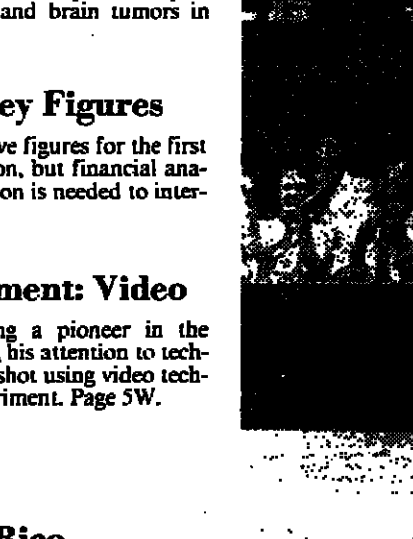 and brain tumors in
ey Figures
ve figures for the first
on, but financial ana-
on is needed to inter-
ment: Video
ng a pioneer in the
his attention to tech-
shot using video tech-
riment. Page 5W.
Rico